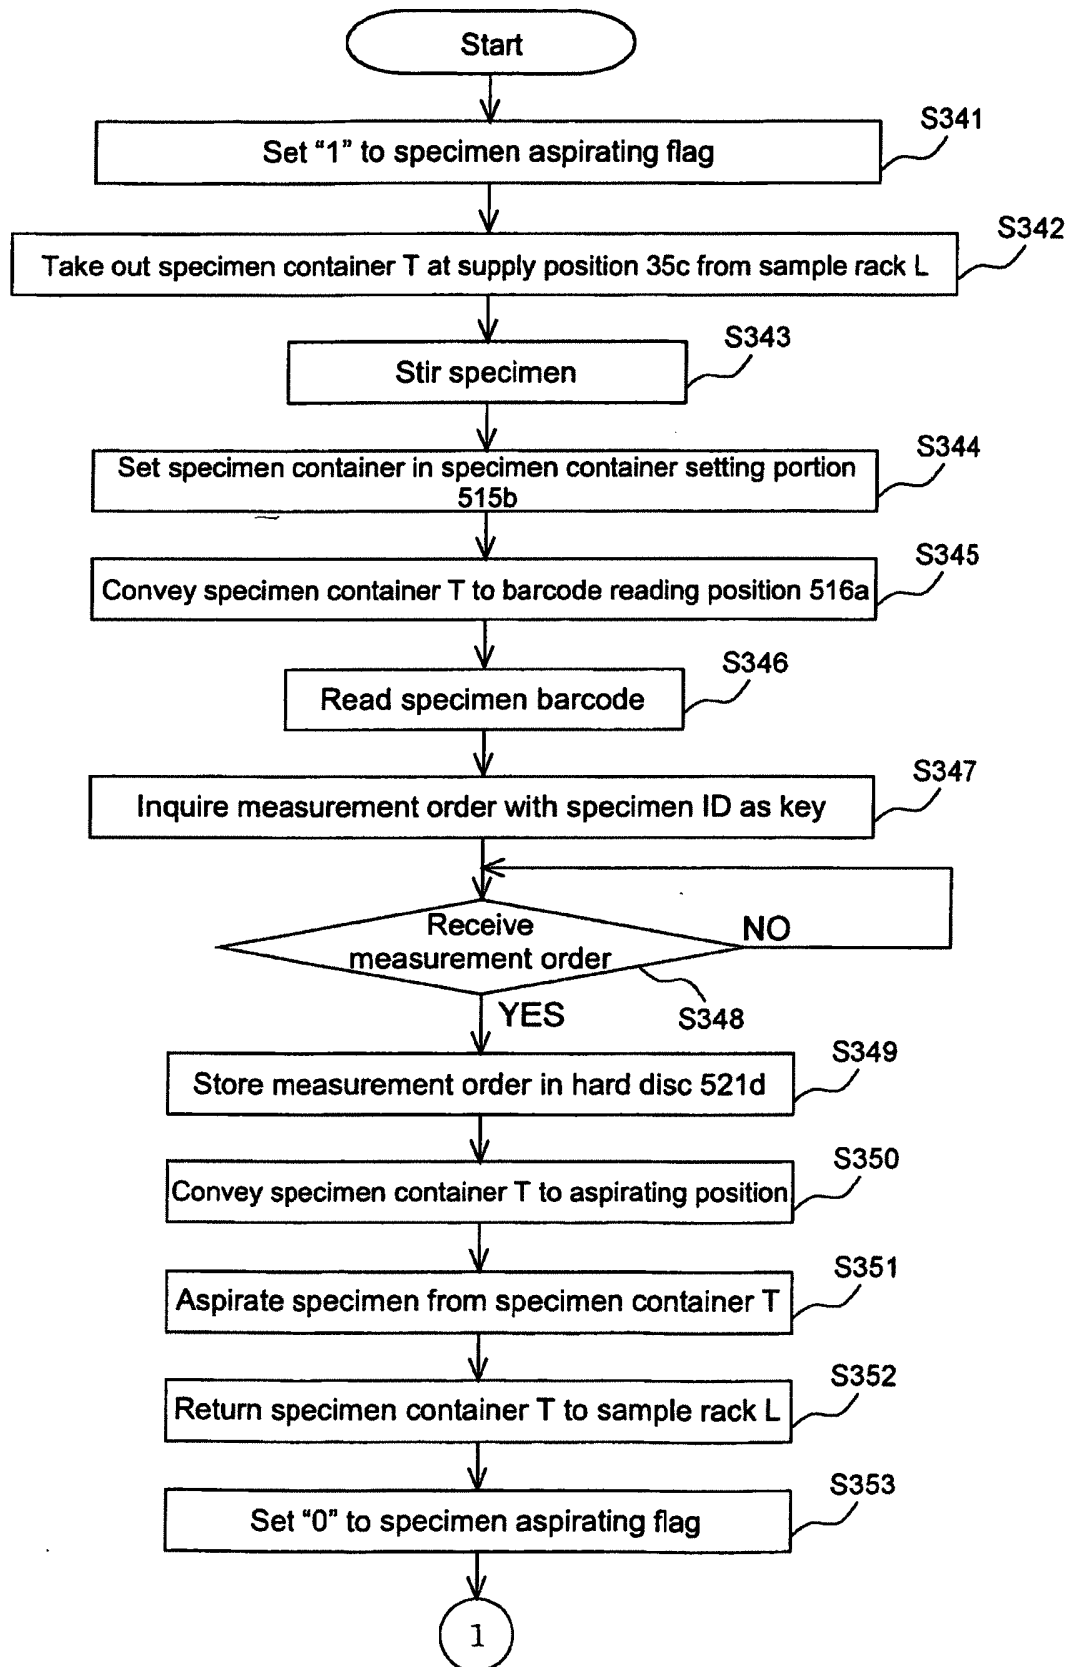 Start
S341
Set “1” to specimen aspirating flag
S342
Take out specimen container T at supply position 35c from sample rack L
S343
Stir specimen
S344
Set specimen container in specimen container setting portion
515b
S345
Convey specimen container T to barcode reading position 516a
S346
Read specimen barcode
S347
Inquire measurement order with specimen ID as key
Receive
measurement order
NO
S348
YES
S349
Store measurement order in hard disc 521d
S350
Convey specimen container T to aspirating position
S351
Aspirate specimen from specimen container T
S352
Return specimen container T to sample rack L
S353
Set “0” to specimen aspirating flag
1